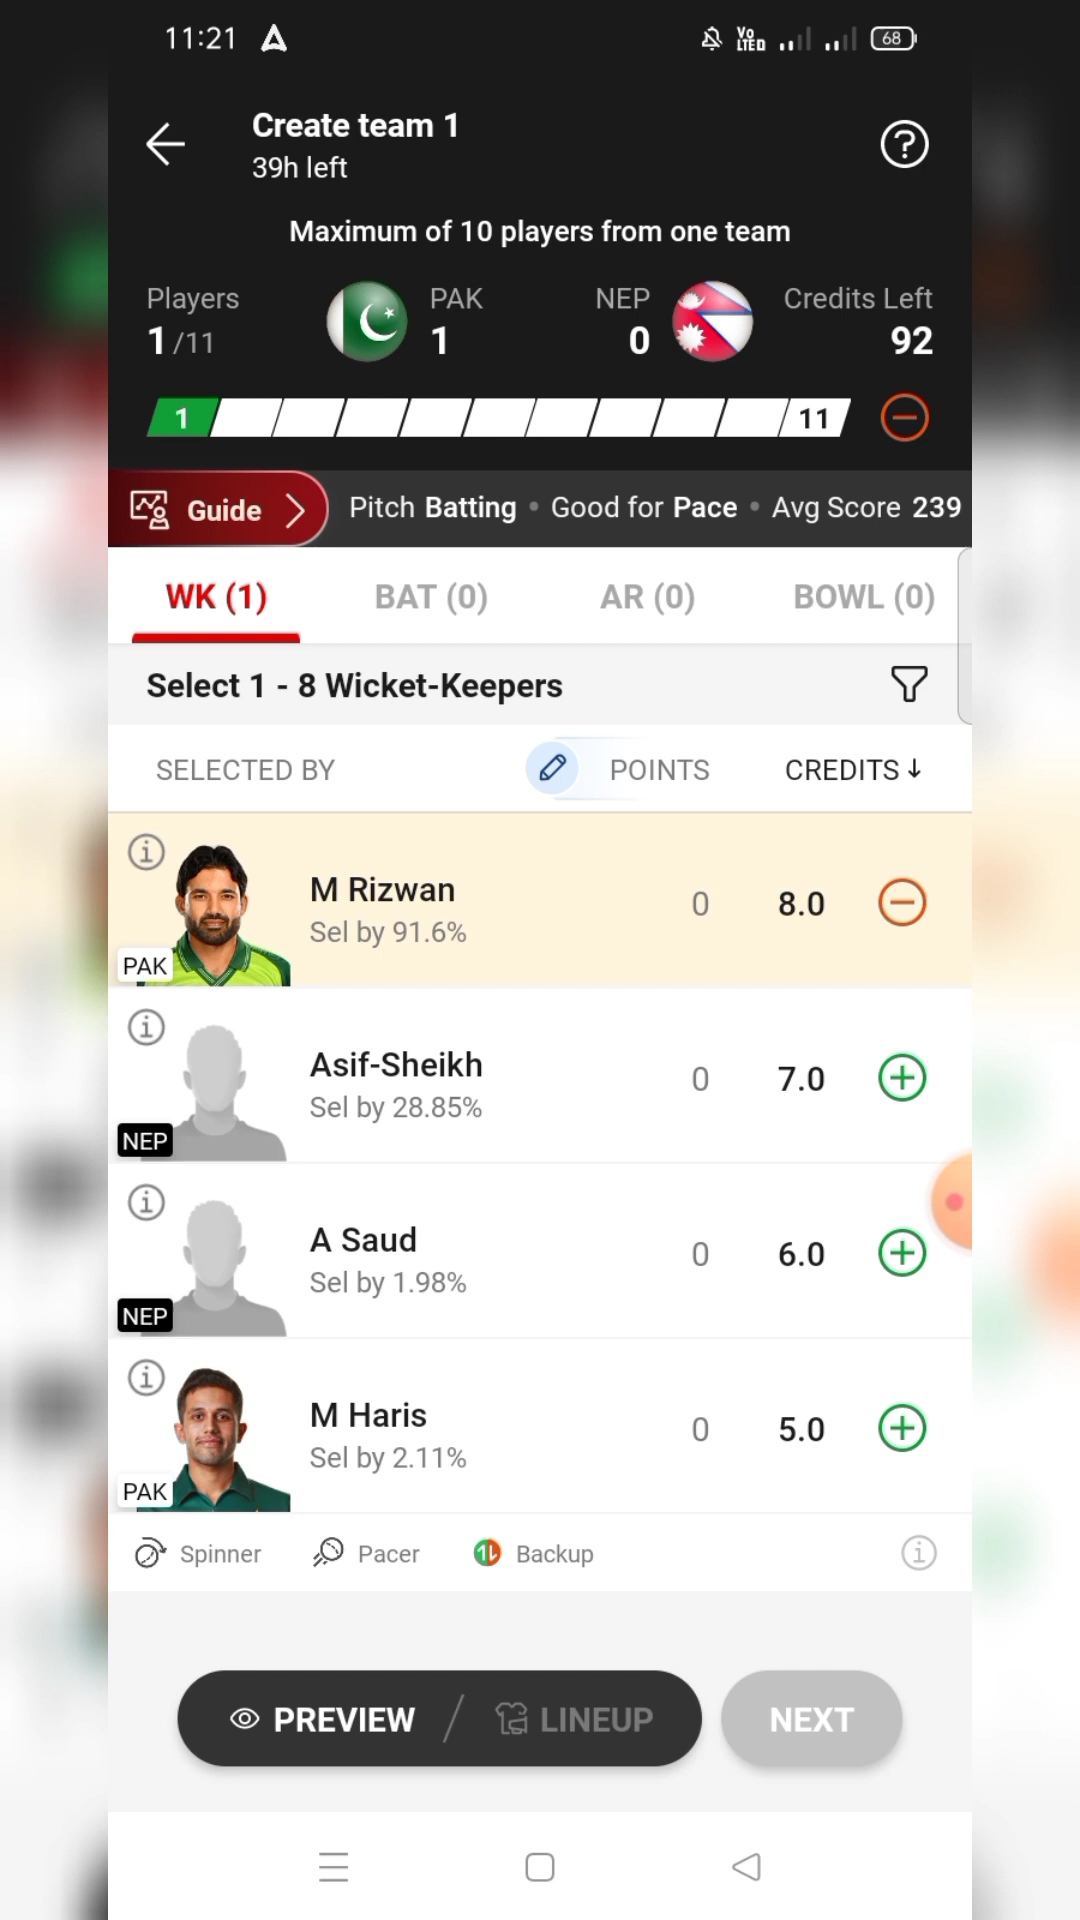 11:21
Vo LTED
68
Create team 1
39h left
Maximum of 10 players from one team
Players PAK NEP Credits Left
1/11 1 0 92
1 11
Guide Pitch Batting • Good for Pace • Avg Score 239
WK (1) BAT (0) AR (0) BOWL (0)
Select 1 - 8 Wicket-Keepers
SELECTED BY POINTS CREDITS↓
M Rizwan 0 8.0
Sel by 91.6%
PAK
Asif-Sheikh 0 7.0
Sel by 28.85%
NEP
A Saud 0 6.0
Sel by 1.98%
NEP
M Haris 0 5.0
Sel by 2.11%
PAK
Spinner Pacer Backup
PREVIEW / LINEUP NEXT